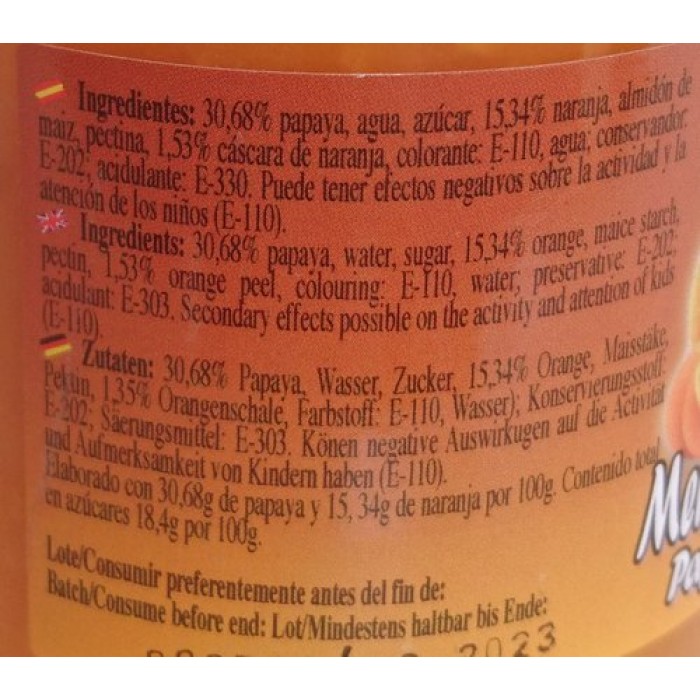 Ingredientes: 30,68% papaya, agua, azúcar, 15,34% naranja, almidón de
maiz, pectina, 1,53% cáscara de naranja, colorante: E-110, agua; conservandor:
E-202; acidulante: E-330. Puede tener efectos negativos sobre la actividad y la
atención de los niños (E-110).
Ingredients: 30,68% papaya, water, sugar, 15,34% orange, maice starch,
pectin, 1,53% orange peel, colouring: E-110, water; preservative: E-202;
acidulant: E-303. Secondary effects possible on the activity and attention of kids
(E-110).
Zutaten: 30,68% Papaya, Wasser, Zucker, 15,34% Orange, Maisstäke,
Pektin, 1,35% Orangenschale, Farbstoff: E-110, Wasser); Konservierungsstoff:
E-202; Säerungsmittel: E-303. Könen negative Auswirkugen auf die Activität
und Aufmerksamkeit von Kindern haben (E-110).
Elaborado con 30,68g de papaya y 15, 34g de naranja por 100g. Contenido total
en azúcares 18,4g por 100g.
Lote/Consumir preferentemente antes del fin de:
Batch/Consume before end: Lot/Mindestens haltbar bis Ende:
2023